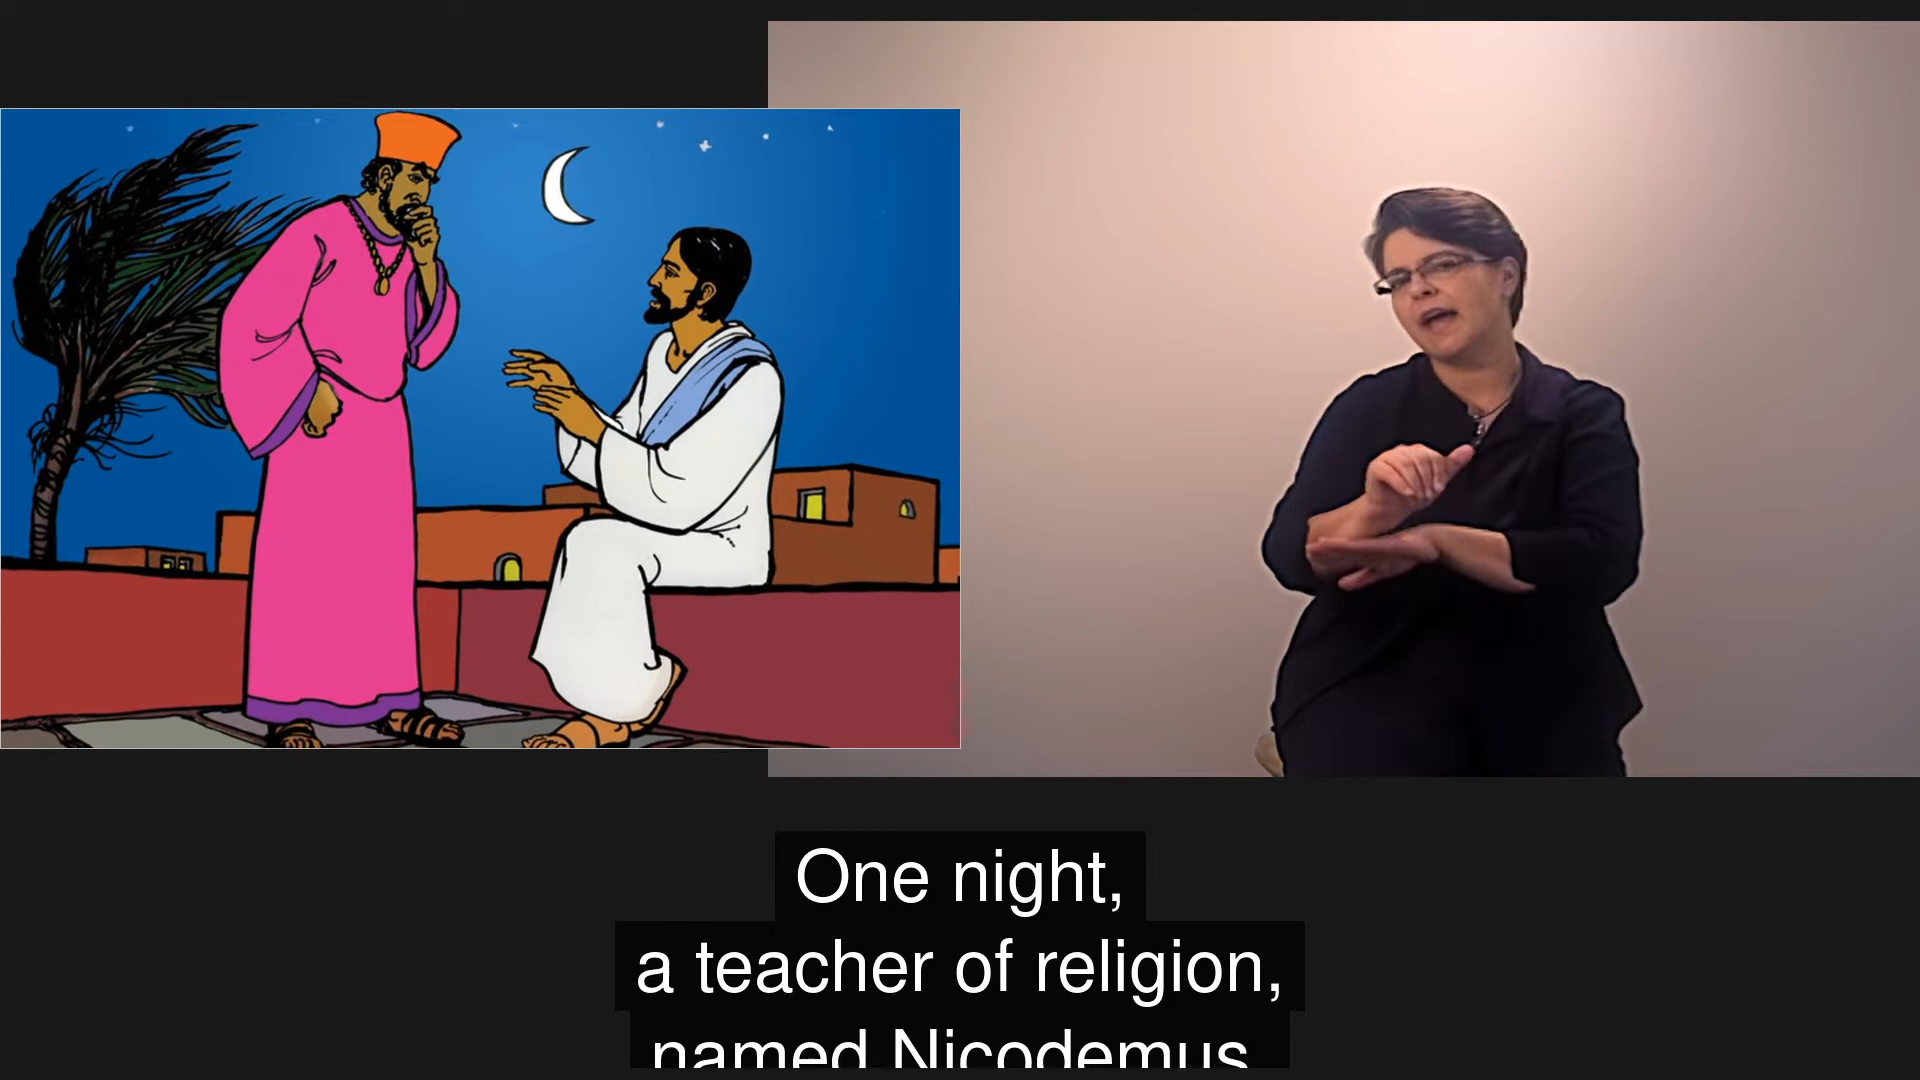 One night,
a teacher of religion,
named Nicodemus